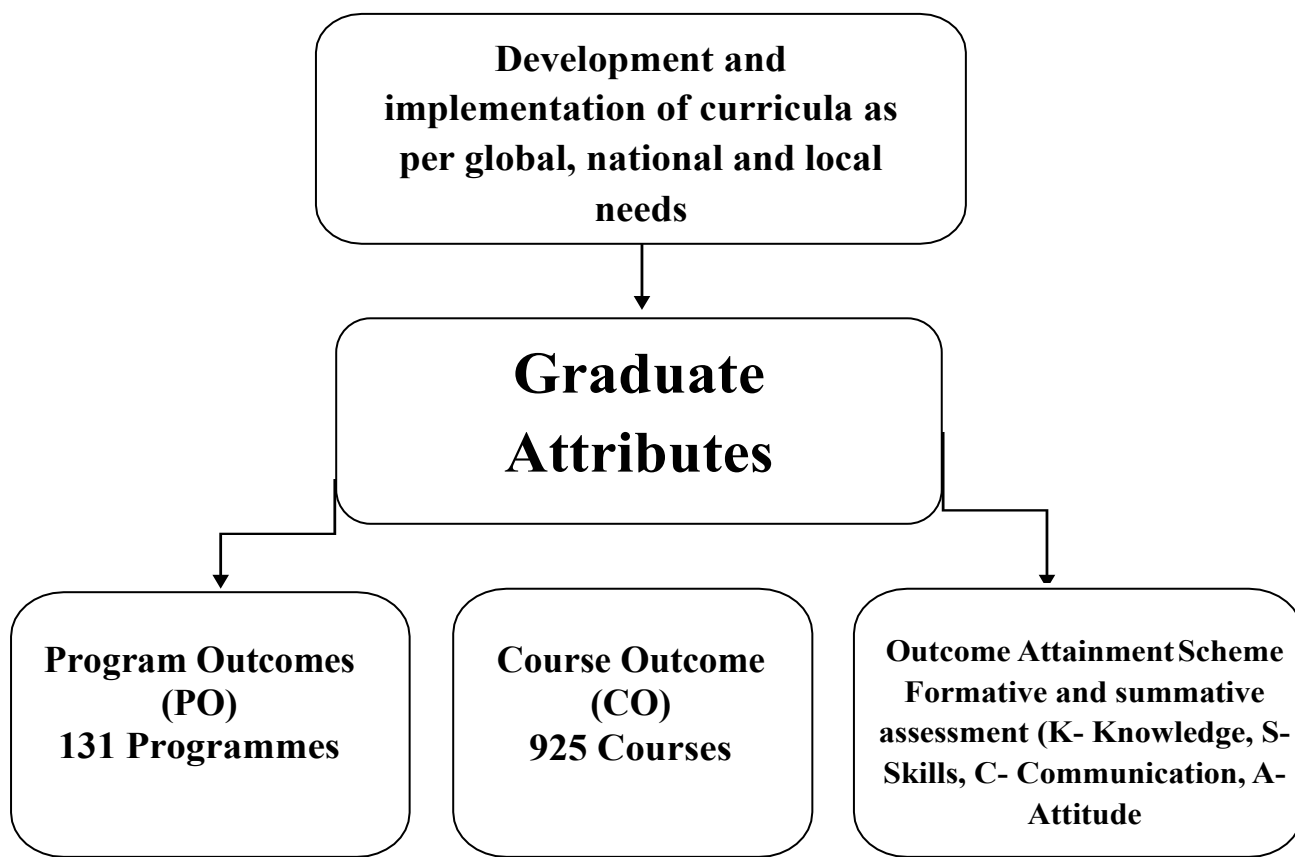 Development and
implementation of curricula as
per global, national and local
needs
Graduate
Attributes
Program Outcomes
(PO)
131 Programmes
Course Outcome
(CO)
925 Courses
Outcome Attainment Scheme
Formative and summative
assessment (K- Knowledge, S-
Skills, C- Communication, A-
Attitude